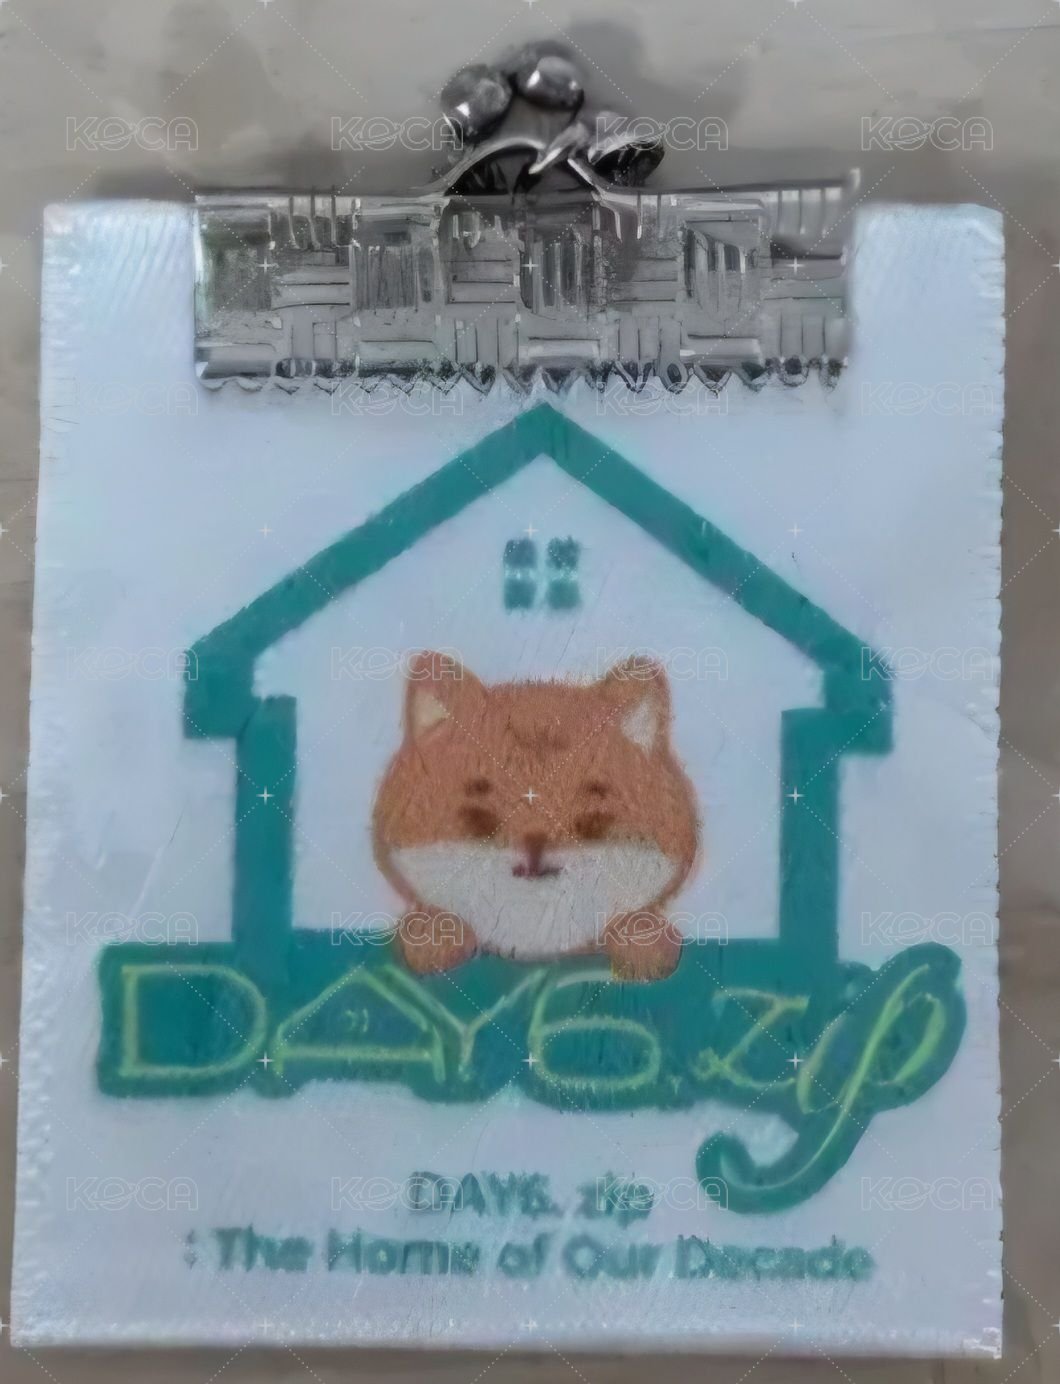 DAY6.zip
DAY6. zip
: The Home of Our Decade